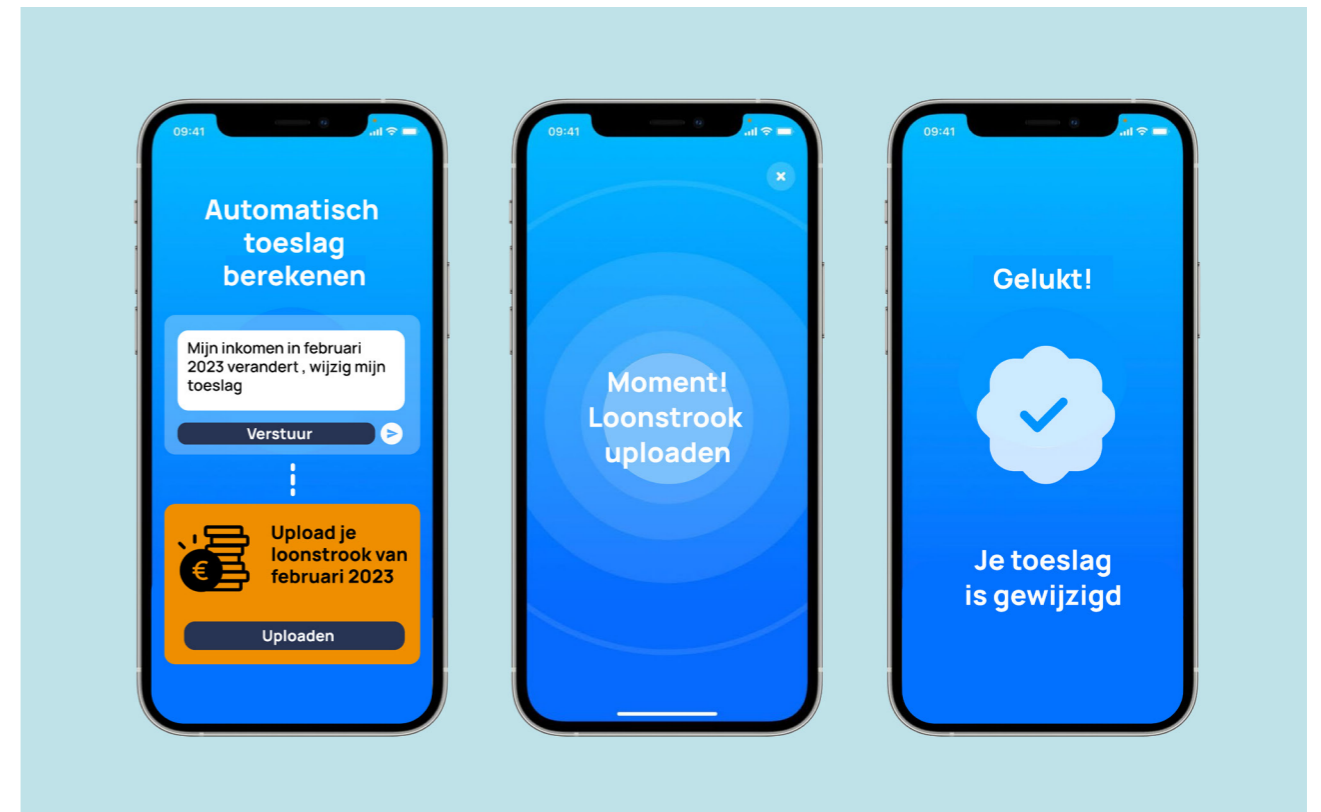 09:41
Automatisch
toeslag
berekenen
Mijn inkomen in februari
2023 verandert , wijzig mijn
toeslag
Verstuur
€
Upload je
loonstrook van
februari 2023
Uploaden
09:41
Moment!
Loonstrook
uploaden
09:41
Gelukt!
Je toeslag
is gewijzigd